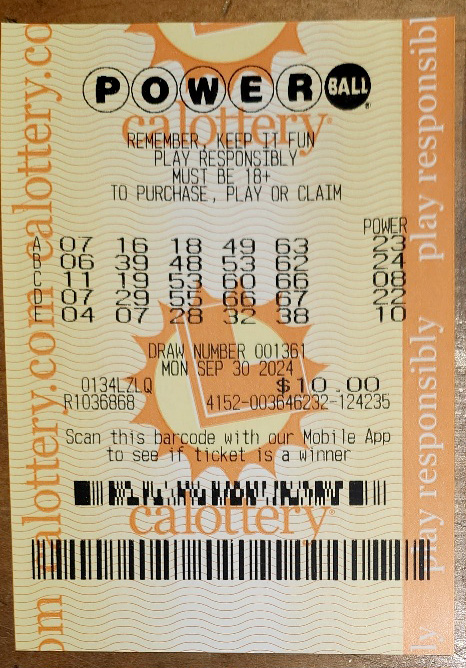 POWERBALL
calottery
REMEMBER, KEEP IT FUN
PLAY RESPONSIBLY
MUST BE 18+
TO PURCHASE, PLAY OR CLAIM
POWER
A 07 16 18 49 63 23
B 06 39 48 53 62 24
C 11 19 53 60 66 08
D 07 29 55 66 67 22
E 04 07 28 32 38 10
DRAW NUMBER 001361
MON SEP 30 2024
0134LZLQ $10.00
R1036868 4152-003646232-124235
Scan this barcode with our Mobile App
to see if ticket is a winner
calottery
om calottery.com calottery.co
ly play responsibly play responsibl